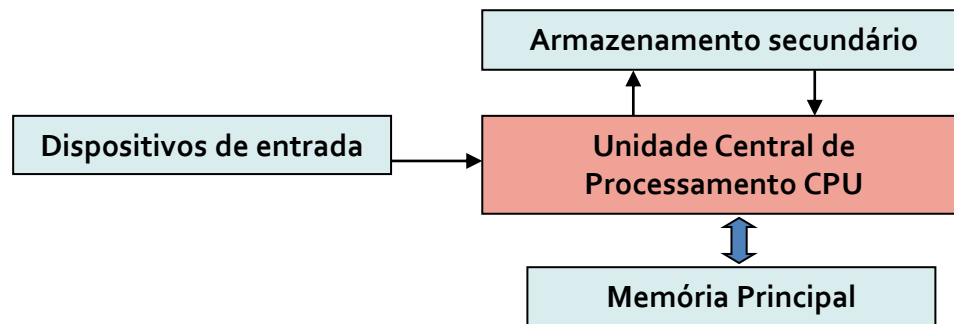 Armazenamento secundário
Dispositivos de entrada
Unidade Central de
Processamento CPU
Memória Principal